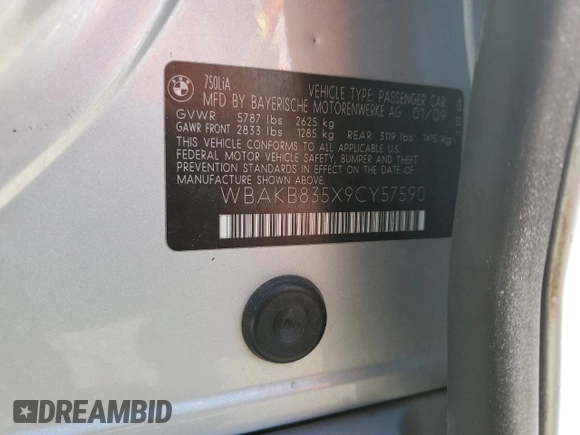 BMW
750LiA
VEHICLE TYPE: PASSENGER CAR
MFD BY BAYERISCHE MOTORENWERKE AG 01/09
GVWR 5787 lbs 2625 kg
GAWR FRONT 2833 lbs 1285 kg REAR 3119 lbs 1415 kg
THIS VEHICLE CONFORMS TO ALL APPLICABLE
FEDERAL MOTOR VEHICLE SAFETY, BUMPER AND THEFT
PREVENTION STANDARDS IN EFFECT ON THE DATE OF
MANUFACTURE SHOWN ABOVE.
WBAKB835X9CY57590
DREAMBID